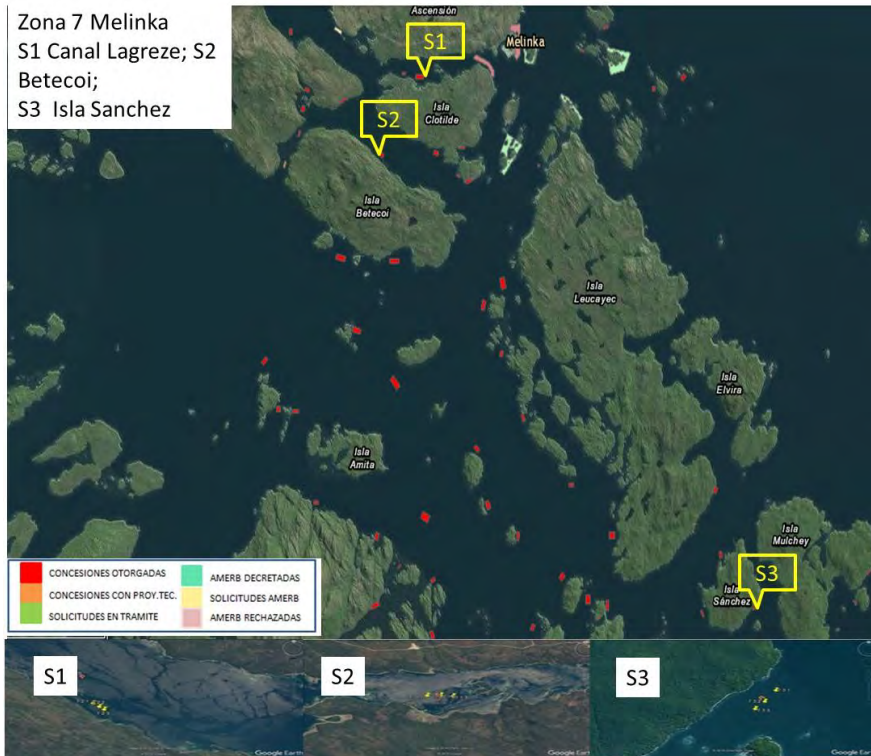 Zona 7 Melinka
S1 Canal Lagreze; S2
Betecoi;
S3 Isla Sanchez
Ascensión
S1
Melinka
Isla
Clotilde
S2
Isla
Betecoi
Isla
Leucayec
Isla
Elvira
Isla
Amita
Isla
Mulchey
S3
Isla
Sánchez
CONCESIONES OTORGADAS
AMERB DECRETADAS
CONCESIONES CON PROY.TEC.
SOLICITUDES AMERB
SOLICITUDES EN TRAMITE
AMERB RECHAZADAS
S1
Google Earth
S2
Google Earth
S3
Google Earth